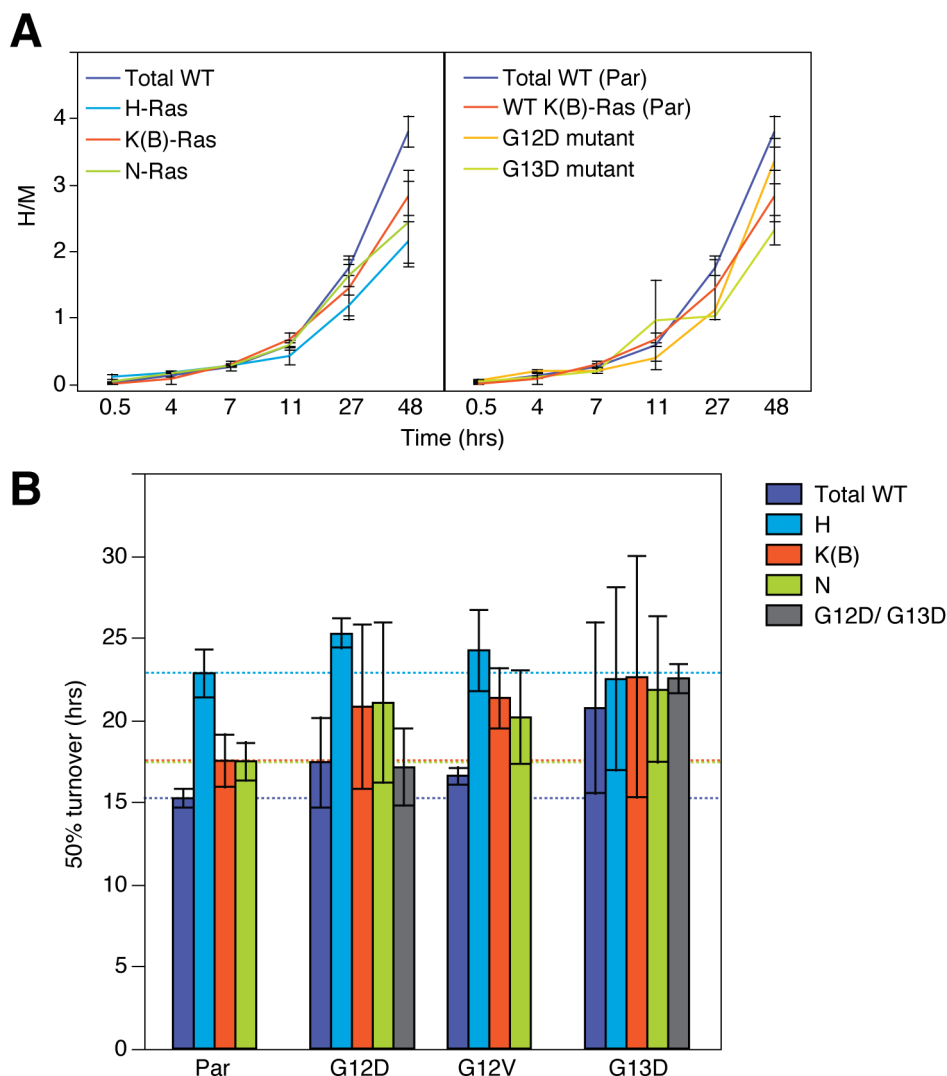 A
Total WT
H-Ras
K(B)-Ras
N-Ras
Total WT (Par)
WT K(B)-Ras (Par)
G12D mutant
G13D mutant
H/M
4
3
2
1
0
0.5 4 7 11 27 48 0.5 4 7 11 27 48
Time (hrs)
B
Total WT
H
K(B)
N
G12D/ G13D
50% turnover (hrs)
30
25
20
15
10
5
0
Par G12D G12V G13D